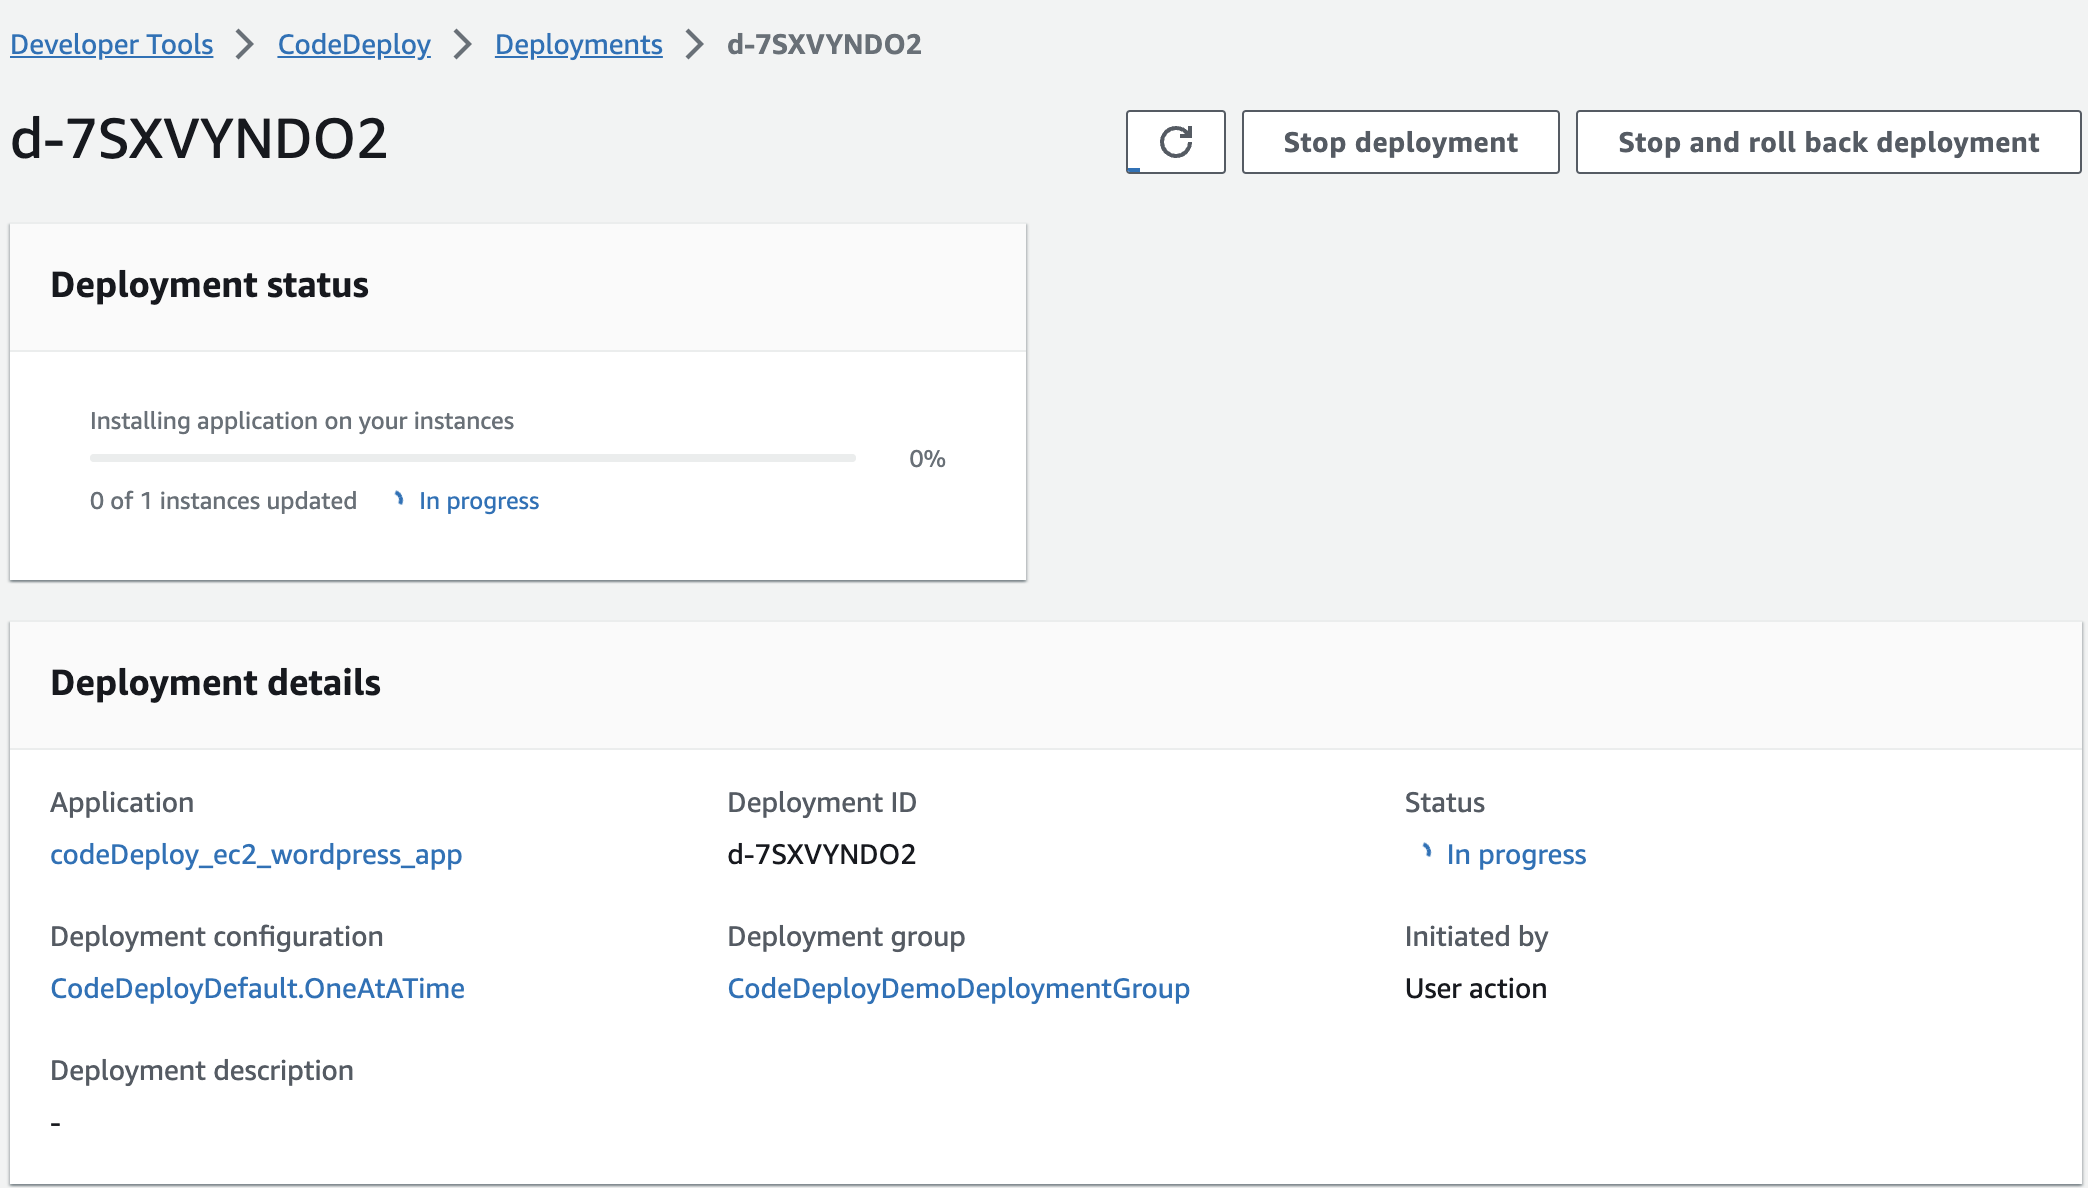 Developer Tools > CodeDeploy > Deployments > d-7SXVYNDO2
d-7SXVYNDO2
Stop deployment
Stop and roll back deployment
Deployment status
Installing application on your instances
0%
0 of 1 instances updated In progress
Deployment details
Application
codeDeploy_ec2_wordpress_app
Deployment ID
d-7SXVYNDO2
Status
In progress
Deployment configuration
CodeDeployDefault.OneAtATime
Deployment group
CodeDeployDemoDeploymentGroup
Initiated by
User action
Deployment description
-